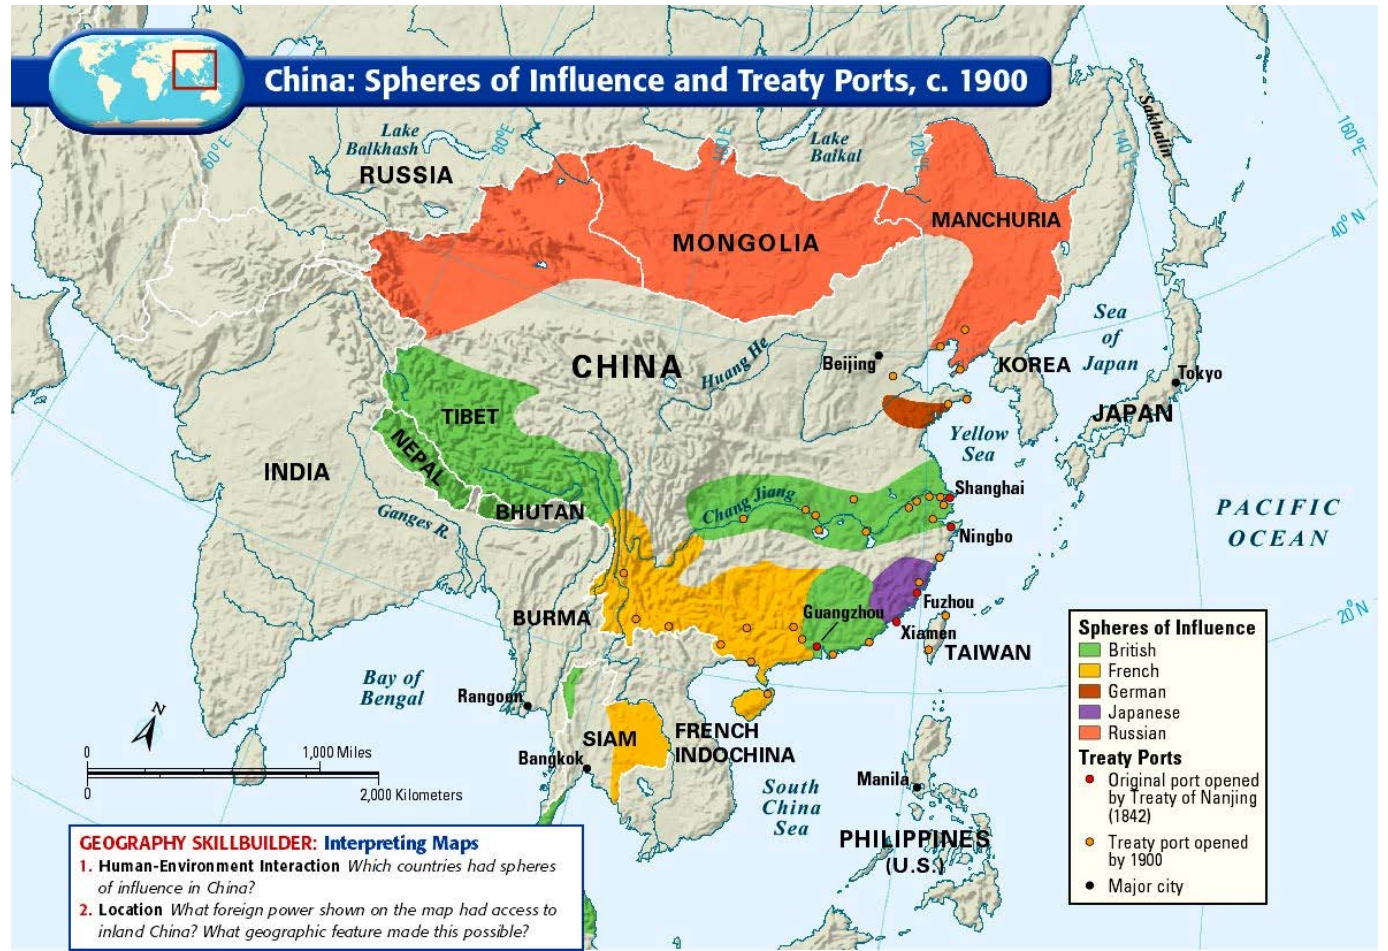 China: Spheres of Influence and Treaty Ports, c. 1900
60°E
80°E
100°E
120°E
140°E
160°E
40° N
20°N
Lake
Balkhash
RUSSIA
Lake
Baikal
Sakhalin
MONGOLIA
MANCHURIA
Sea
of
Japan
CHINA
Huang He
Beijing
KOREA
Tokyo
JAPAN
TIBET
NEPAL
Yellow
Sea
INDIA
BHUTAN
Ganges R.
Chang Jiang
Shanghai
Ningbo
PACIFIC
OCEAN
BURMA
Guangzhou
Fuzhou
Xiamen
TAIWAN
Bay of
Bengal
Rangoon
SIAM
FRENCH
INDOCHINA
Bangkok
South
China
Sea
Manila
PHILIPPINES
(U.S.)
N
0
1,000 Miles
0
2,000 Kilometers
Spheres of Influence
British
French
German
Japanese
Russian
Treaty Ports
Original port opened
by Treaty of Nanjing
(1842)
Treaty port opened
by 1900
Major city
GEOGRAPHY SKILLBUILDER: Interpreting Maps
1. Human-Environment Interaction Which countries had spheres
of influence in China?
2. Location What foreign power shown on the map had access to
inland China? What geographic feature made this possible?